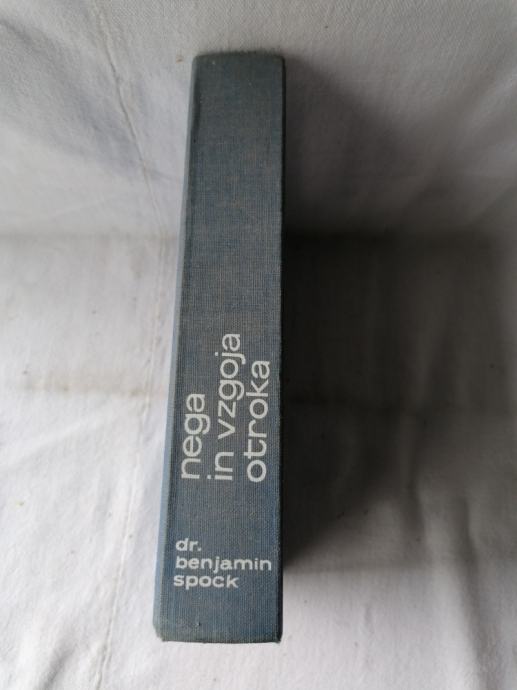 nega
in vzgoja
otroka
dr.
benjamin
spock